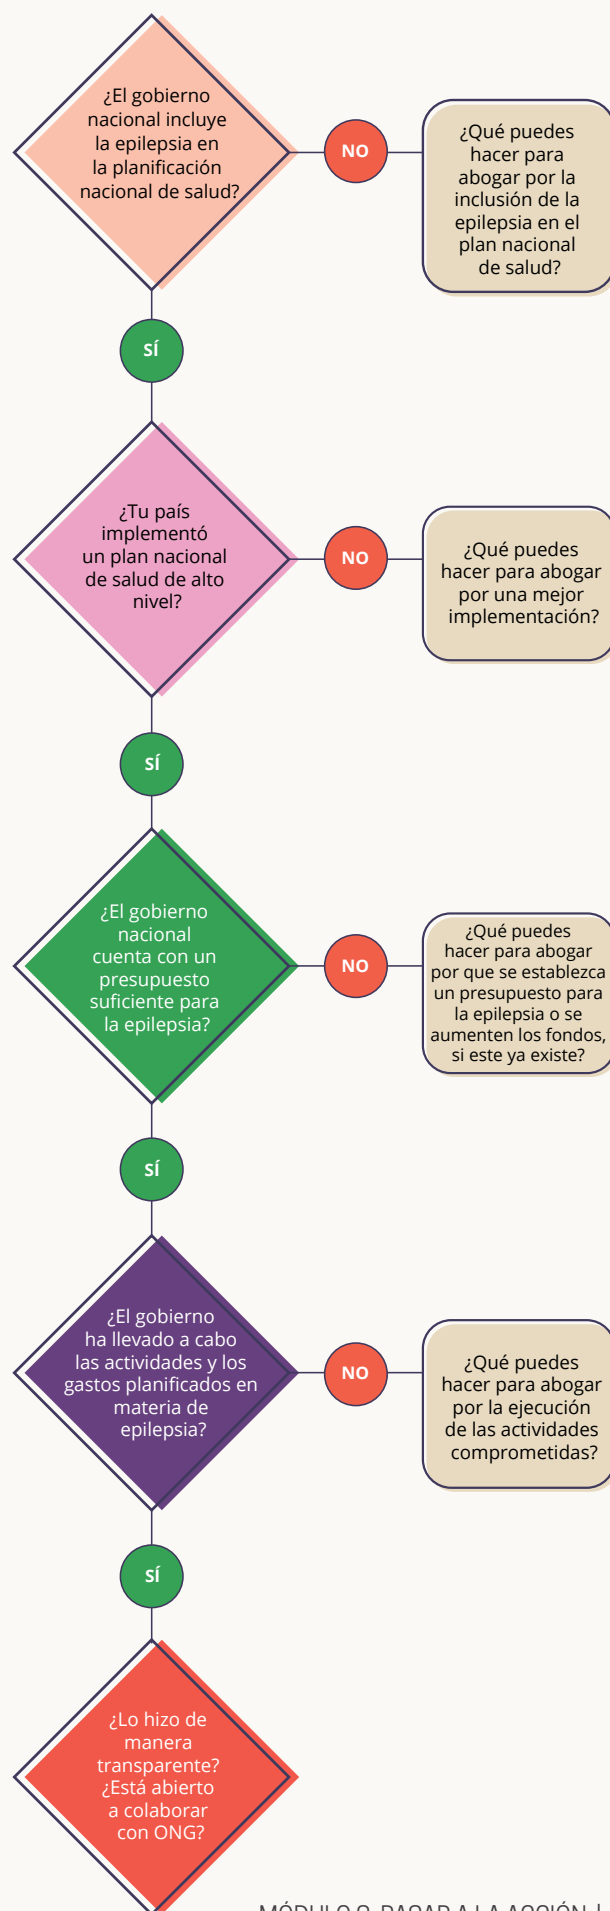 ¿El gobierno
nacional incluye
la epilepsia en
la planificación
nacional de salud?
NO
¿Qué puedes
hacer para
abogar por la
inclusión de la
epilepsia en el
plan nacional
de salud?
SÍ
¿Tu país
implementó
un plan nacional
de salud de alto
nivel?
NO
¿Qué puedes
hacer para abogar
por una mejor
implementación?
SÍ
¿El gobierno
nacional
cuenta con un
presupuesto
suficiente para
la epilepsia?
NO
¿Qué puedes
hacer para abogar
por que se establezca
un presupuesto para
la epilepsia o se
aumenten los fondos,
si este ya existe?
SÍ
¿El gobierno
ha llevado a cabo
las actividades y los
gastos planificados en
materia de
epilepsia?
NO
¿Qué puedes
hacer para abogar
por la ejecución
de las actividades
comprometidas?
SÍ
¿Lo hizo de
manera
transparente?
¿Está abierto
a colaborar
con ONG?